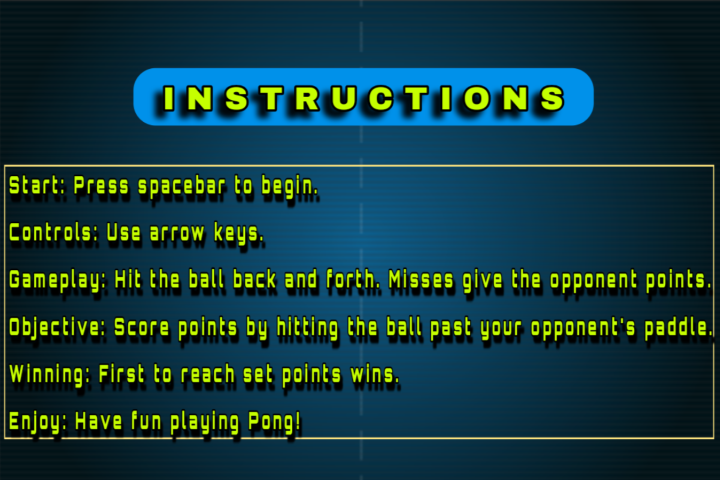 INSTRUCTIONS
Start: Press spacebar to begin.
Controls: Use arrow keys.
Gameplay: Hit the ball back and forth. Misses give the opponent points.
Objective: Score points by hitting the ball past your opponent's paddle.
Winning: First to reach set points wins.
Enjoy: Have fun playing Pong!